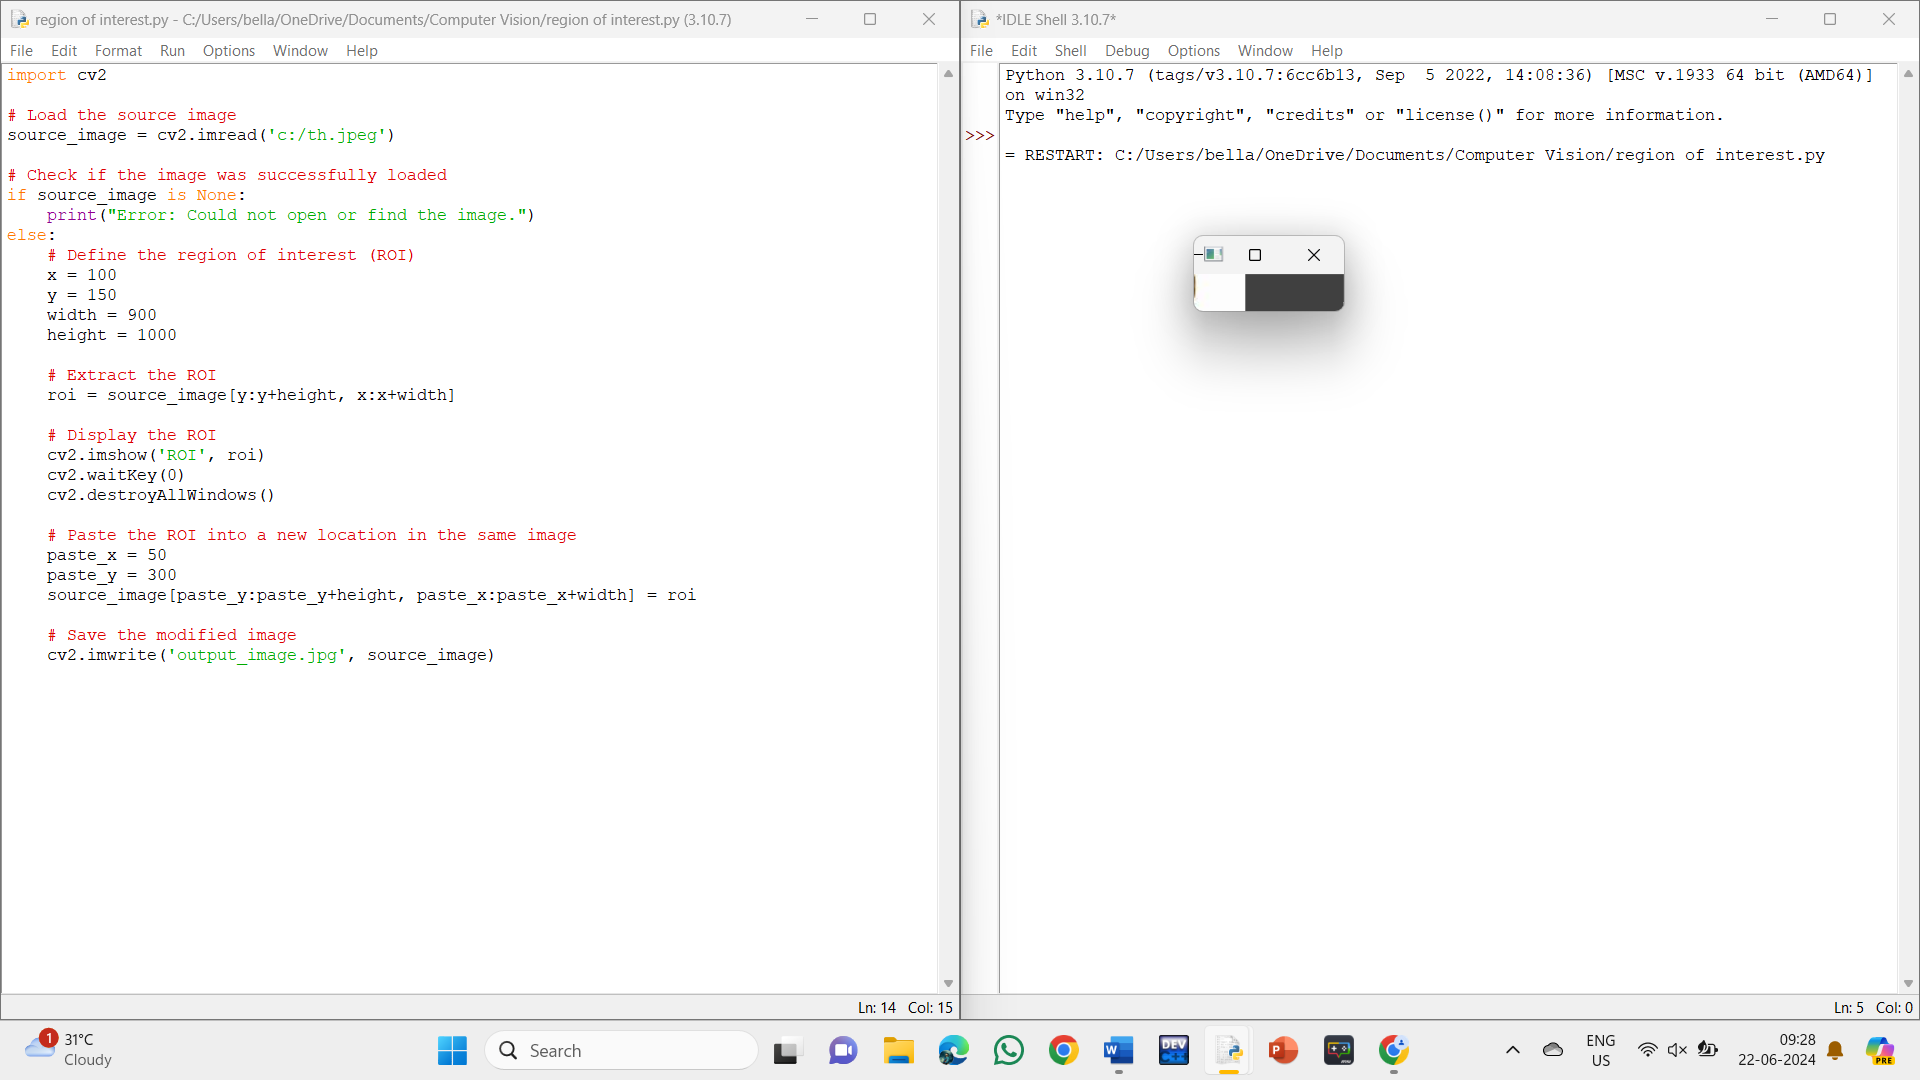 region of interest.py - C:/Users/bella/OneDrive/Documents/Computer Vision/region of interest.py (3.10.7)
File Edit Format Run Options Window Help
import cv2
# Load the source image
source_image = cv2.imread('c:/th.jpeg')
# Check if the image was successfully loaded
if source_image is None:
    print("Error: Could not open or find the image.")
else:
    # Define the region of interest (ROI)
    x = 100
    y = 150
    width = 900
    height = 1000
    # Extract the ROI
    roi = source_image[y:y+height, x:x+width]
    # Display the ROI
    cv2.imshow('ROI', roi)
    cv2.waitKey(0)
    cv2.destroyAllWindows()
    # Paste the ROI into a new location in the same image
    paste_x = 50
    paste_y = 300
    source_image[paste_y:paste_y+height, paste_x:paste_x+width] = roi
    # Save the modified image
    cv2.imwrite('output_image.jpg', source_image)
Ln: 14 Col: 15
*IDLE Shell 3.10.7*
File Edit Shell Debug Options Window Help
Python 3.10.7 (tags/v3.10.7:6cc6b13, Sep  5 2022, 14:08:36) [MSC v.1933 64 bit (AMD64)]
on win32
Type "help", "copyright", "credits" or "license()" for more information.
>>>
= RESTART: C:/Users/bella/OneDrive/Documents/Computer Vision/region of interest.py
Ln: 5 Col: 0
1
31°C
Cloudy
Search
W
DEV
C++
P
ENG
US
09:28
22-06-2024
PRE